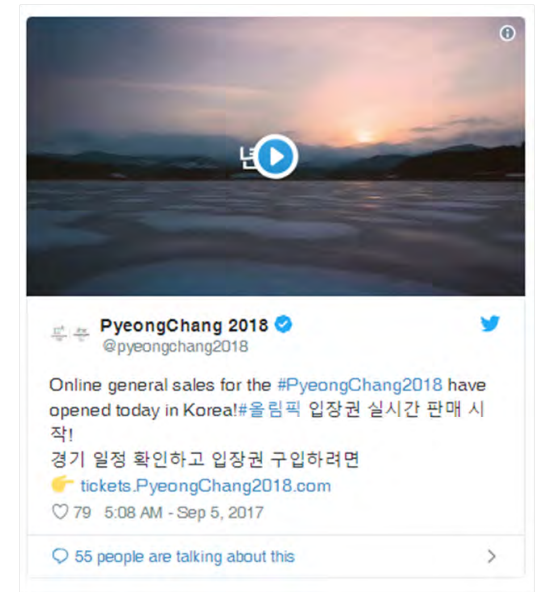 PyeongChang 2018
@pyeongchang2018
Online general sales for the #PyeongChang2018 have
opened today in Korea!#올림픽 입장권 실시간 판매 시
작!
경기 일정 확인하고 입장권 구입하려면
👉 tickets.PyeongChang2018.com
79 5:08 AM - Sep 5, 2017
55 people are talking about this